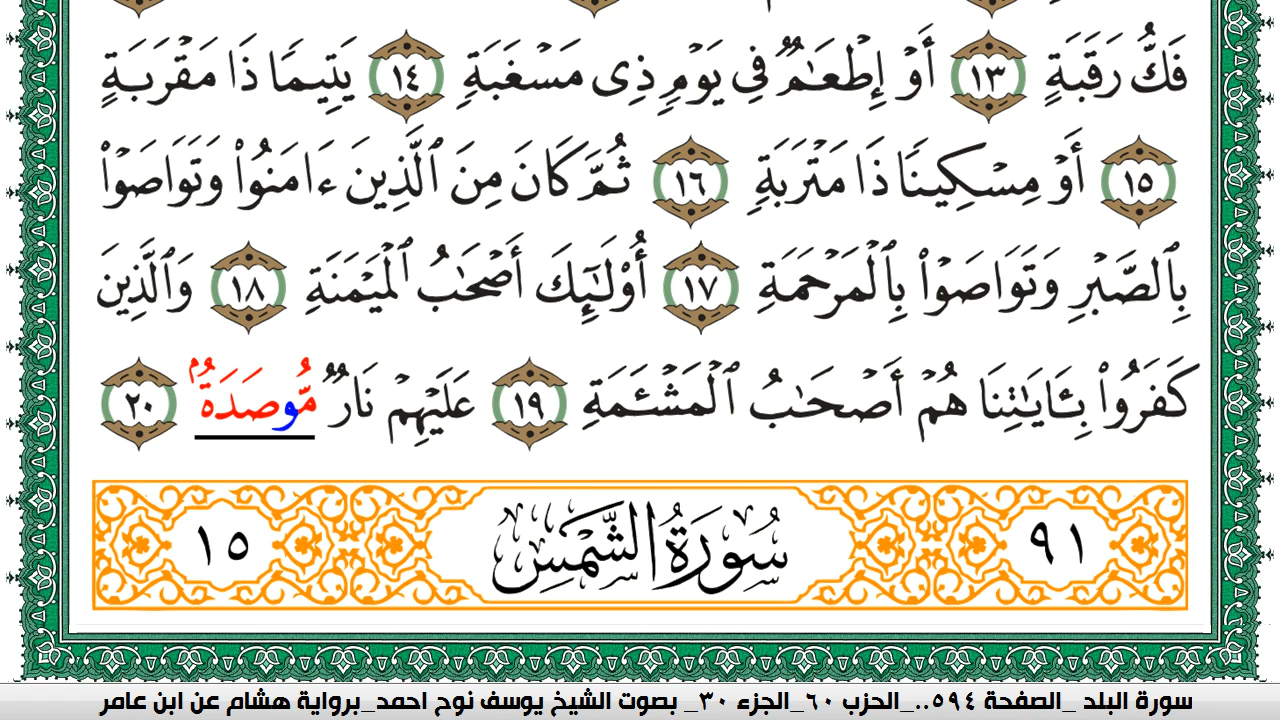 فَكُّ رَقَبَةٍ ١٣ أَوۡ إِطۡعَٰمٞ فِي يَوۡمٖ ذِي مَسۡغَبَةٖ ١٤ يَتِيمٗا ذَا مَقۡرَبَةٍ
١٥ أَوۡ مِسۡكِينٗا ذَا مَتۡرَبَةٖ ١٦ ثُمَّ كَانَ مِنَ ٱلَّذِينَ ءَامَنُواْ وَتَوَاصَوۡاْ
بِٱلصَّبۡرِ وَتَوَاصَوۡاْ بِٱلۡمَرۡحَمَةِ ١٧ أُوْلَٰٓئِكَ أَصۡحَٰبُ ٱلۡمَيۡمَنَةِ ١٨ وَٱلَّذِينَ
كَفَرُواْ بِـَٔايَٰتِنَا هُمۡ أَصۡحَٰبُ ٱلۡمَشۡـَٔمَةِ ١٩ عَلَيۡهِمۡ نَارٞ مُّوصَدَةُۢ ٢٠
٩١ سُورَةُ الشَّمۡسِ ١٥
سورة البلد _الصفحة ٥٩٤.._الحزب ٦٠_الجزء ٣٠_ بصوت الشيخ يوسف نوح احمد_برواية هشام عن ابن عامر